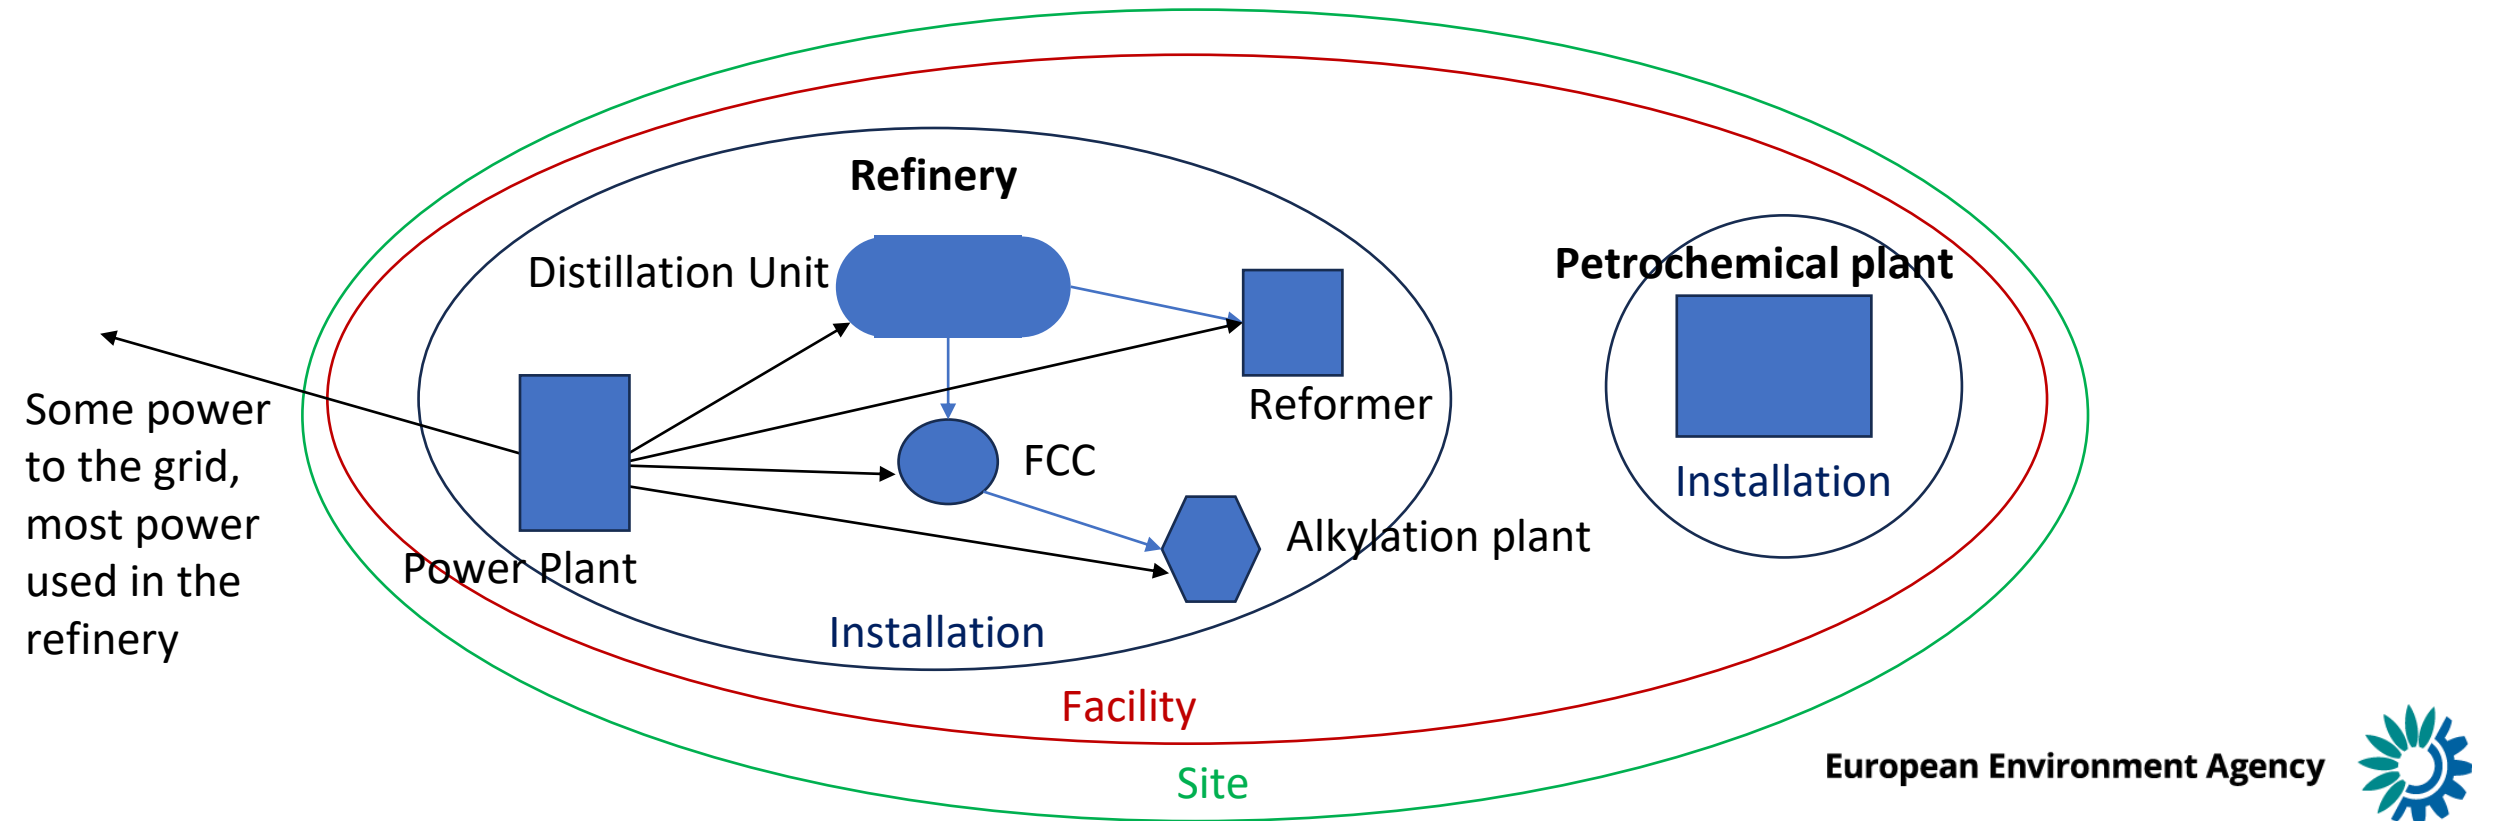 Refinery
Distillation Unit
Petrochemical plant
Reformer
Some power
to the grid,
most power
used in the
refinery
FCC
Installation
Alkylation plant
Power Plant
Installation
Facility
Site
European Environment Agency